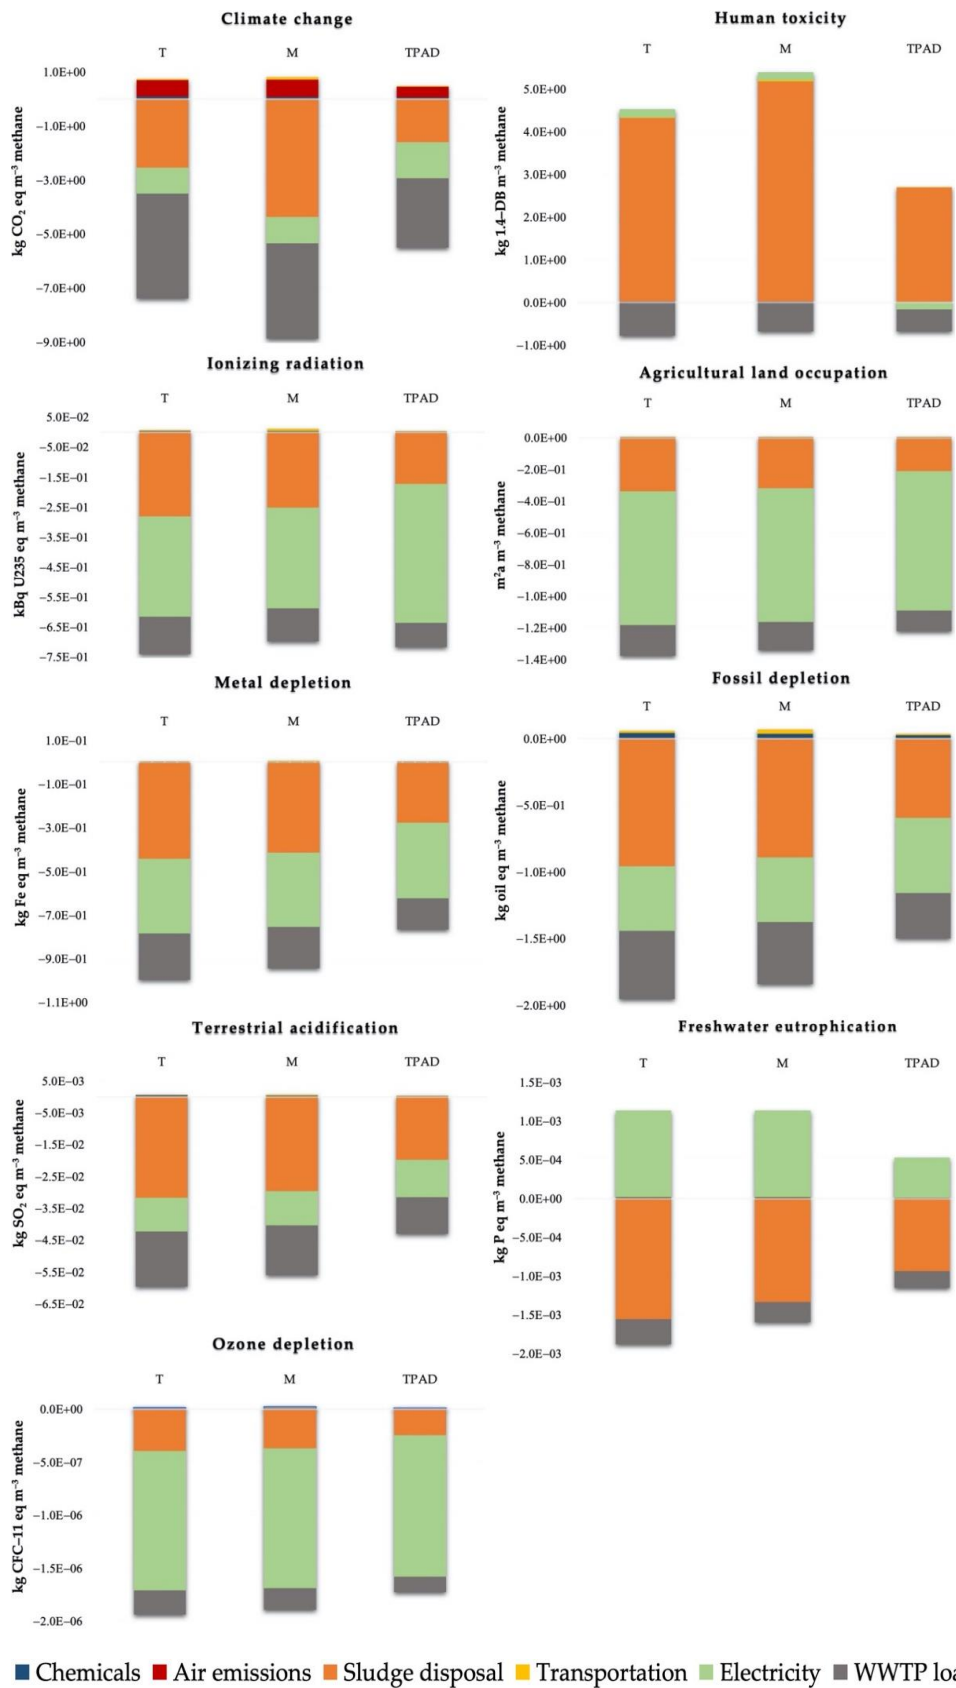 Climate change
T M TPAD
1.0E+00
−1.0E+00
−3.0E+00
−5.0E+00
−7.0E+00
−9.0E+00
kg CO₂ eq m⁻³ methane
Human toxicity
T M TPAD
5.0E+00
4.0E+00
3.0E+00
2.0E+00
1.0E+00
0.0E+00
−1.0E+00
kg 1.4–DB m⁻³ methane
Ionizing radiation
T M TPAD
5.0E−02
−5.0E−02
−1.5E−01
−2.5E−01
−3.5E−01
−4.5E−01
−5.5E−01
−6.5E−01
−7.5E−01
kBq U235 eq m⁻³ methane
Agricultural land occupation
T M TPAD
0.0E+00
−2.0E−01
−4.0E−01
−6.0E−01
−8.0E−01
−1.0E+00
−1.2E+00
−1.4E+00
m²a m⁻³ methane
Metal depletion
T M TPAD
1.0E−01
−1.0E−01
−3.0E−01
−5.0E−01
−7.0E−01
−9.0E−01
−1.1E+00
kg Fe eq m⁻³ methane
Fossil depletion
T M TPAD
0.0E+00
−5.0E−01
−1.0E+00
−1.5E+00
−2.0E+00
kg oil eq m⁻³ methane
Terrestrial acidification
T M TPAD
5.0E−03
−5.0E−03
−1.5E−02
−2.5E−02
−3.5E−02
−4.5E−02
−5.5E−02
−6.5E−02
kg SO₂ eq m⁻³ methane
Freshwater eutrophication
T M TPAD
1.5E−03
1.0E−03
5.0E−04
0.0E+00
−5.0E−04
−1.0E−03
−1.5E−03
−2.0E−03
kg P eq m⁻³ methane
Ozone depletion
T M TPAD
0.0E+00
−5.0E−07
−1.0E−06
−1.5E−06
−2.0E−06
kg CFC–11 eq m⁻³ methane
Chemicals Air emissions Sludge disposal Transportation Electricity WWTP loa